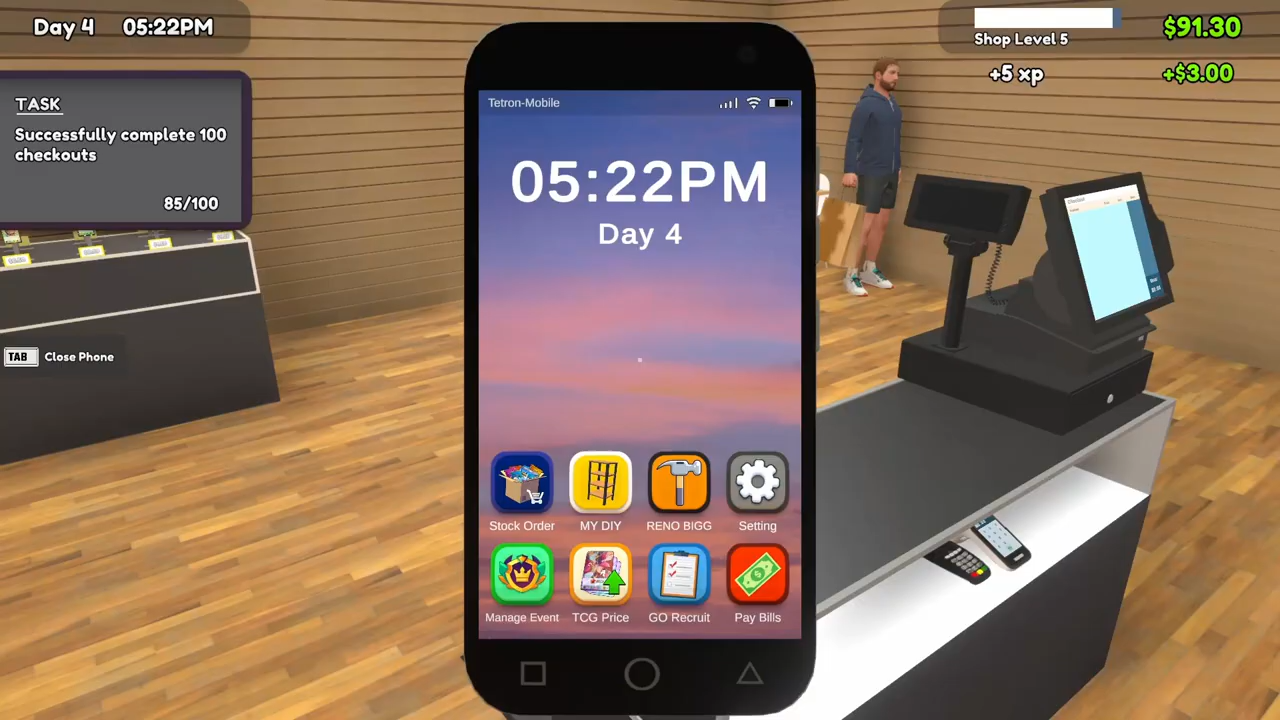 Day 4 05:22PM
Shop Level 5
$91.30
+5 xp
+$3.00
TASK
Successfully complete 100
checkouts
85/100
TAB Close Phone
Tetron-Mobile
05:22PM
Day 4
Stock Order MY DIY RENO BIGG Setting
Manage Event TCG Price GO Recruit Pay Bills